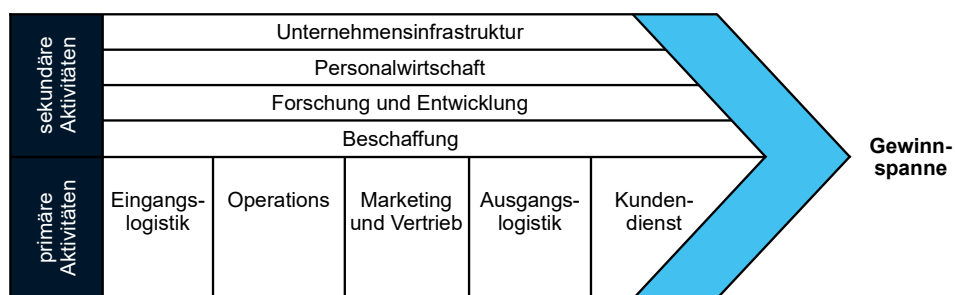 sekundäre
Aktivitäten
Unternehmensinfrastruktur
Personalwirtschaft
Forschung und Entwicklung
Beschaffung
Gewinn-
spanne
primäre
Aktivitäten
Eingangs-
logistik
Operations
Marketing
und Vertrieb
Ausgangs-
logistik
Kunden-
dienst